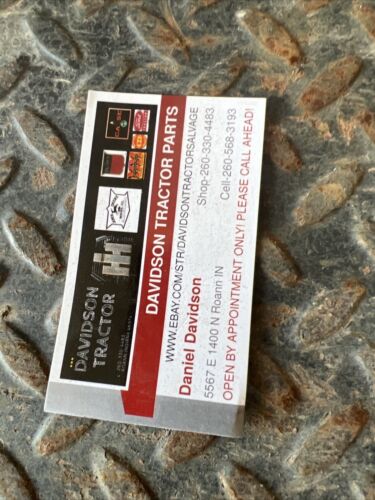 DAVIDSON
TRACTOR
DAVIDSON TRACTOR PARTS
WWW.EBAY.COM/STR/DAVIDSONTRACTORSALVAGE
Shop-260-330-4483
Daniel Davidson
Cell-260-568-3193
5567 E 1400 N Roann IN
OPEN BY APPOINTMENT ONLY! PLEASE CALL AHEAD!